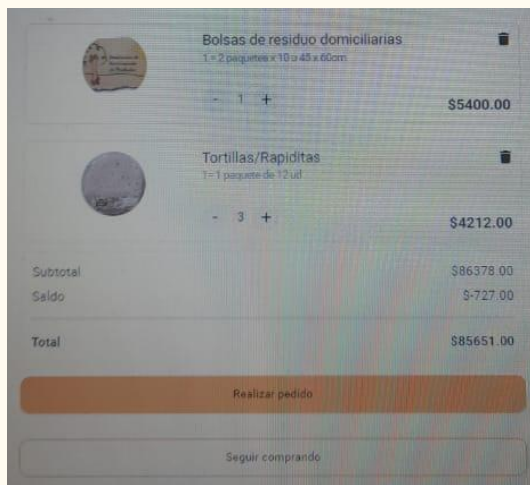 Bolsas de residuo domiciliarias
1 = 2 paquetes x 10 u 45 x 60cm
- 1 +
$5400.00
Tortillas/Rapiditas
1= 1 paquete de 12 ud
- 3 +
$4212.00
Subtotal $86378.00
Saldo $-727.00
Total $85651.00
Realizar pedido
Seguir comprando